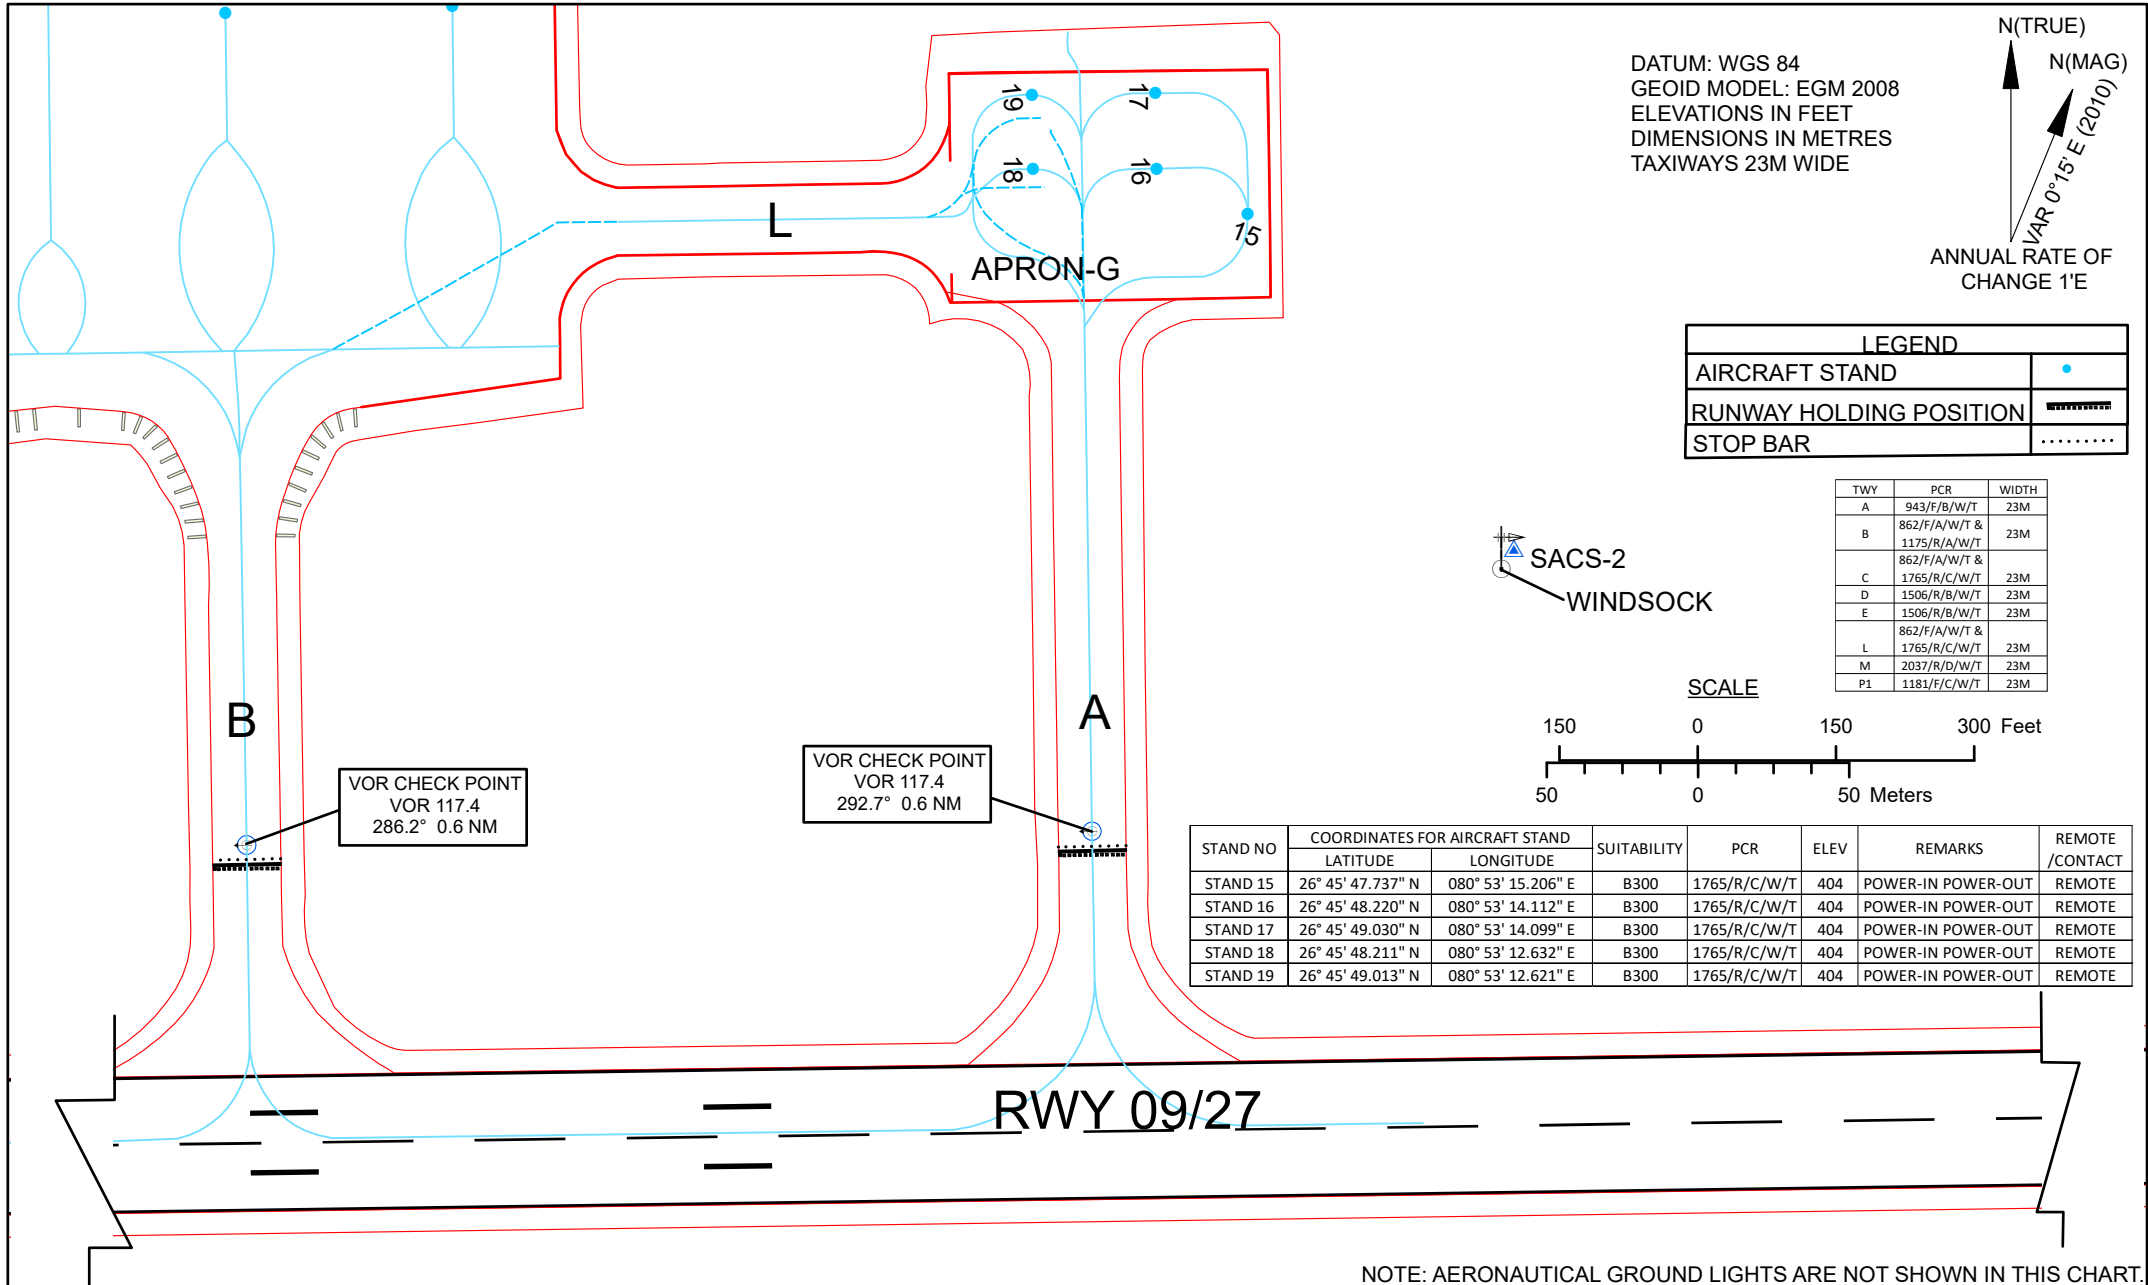 N(TRUE)
N(MAG)
VAR 0°15' E (2010)
ANNUAL RATE OF
CHANGE 1'E
DATUM: WGS 84
GEOID MODEL: EGM 2008
ELEVATIONS IN FEET
DIMENSIONS IN METRES
TAXIWAYS 23M WIDE
19
17
18
16
15
L
APRON-G
LEGEND
AIRCRAFT STAND
RUNWAY HOLDING POSITION
STOP BAR
SACS-2
WINDSOCK
TWY PCR WIDTH
A 943/F/B/W/T 23M
B 862/F/A/W/T & 1175/R/A/W/T 23M
C 862/F/A/W/T & 1765/R/C/W/T 23M
D 1506/R/B/W/T 23M
E 1506/R/B/W/T 23M
L 862/F/A/W/T & 1765/R/C/W/T 23M
M 2037/R/D/W/T 23M
P1 1181/F/C/W/T 23M
SCALE
150 0 150 300 Feet
50 0 50 Meters
B
A
VOR CHECK POINT
VOR 117.4
286.2° 0.6 NM
VOR CHECK POINT
VOR 117.4
292.7° 0.6 NM
STAND NO COORDINATES FOR AIRCRAFT STAND SUITABILITY PCR ELEV REMARKS REMOTE /CONTACT
LATITUDE LONGITUDE
STAND 15 26° 45' 47.737" N 080° 53' 15.206" E B300 1765/R/C/W/T 404 POWER-IN POWER-OUT REMOTE
STAND 16 26° 45' 48.220" N 080° 53' 14.112" E B300 1765/R/C/W/T 404 POWER-IN POWER-OUT REMOTE
STAND 17 26° 45' 49.030" N 080° 53' 14.099" E B300 1765/R/C/W/T 404 POWER-IN POWER-OUT REMOTE
STAND 18 26° 45' 48.211" N 080° 53' 12.632" E B300 1765/R/C/W/T 404 POWER-IN POWER-OUT REMOTE
STAND 19 26° 45' 49.013" N 080° 53' 12.621" E B300 1765/R/C/W/T 404 POWER-IN POWER-OUT REMOTE
RWY 09/27
NOTE: AERONAUTICAL GROUND LIGHTS ARE NOT SHOWN IN THIS CHART